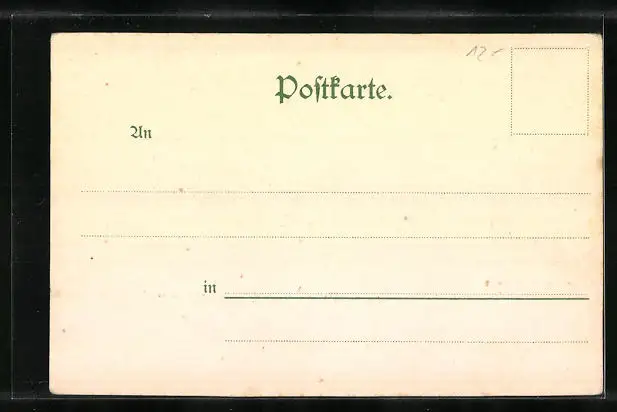 12-
Postkarte.
An
in